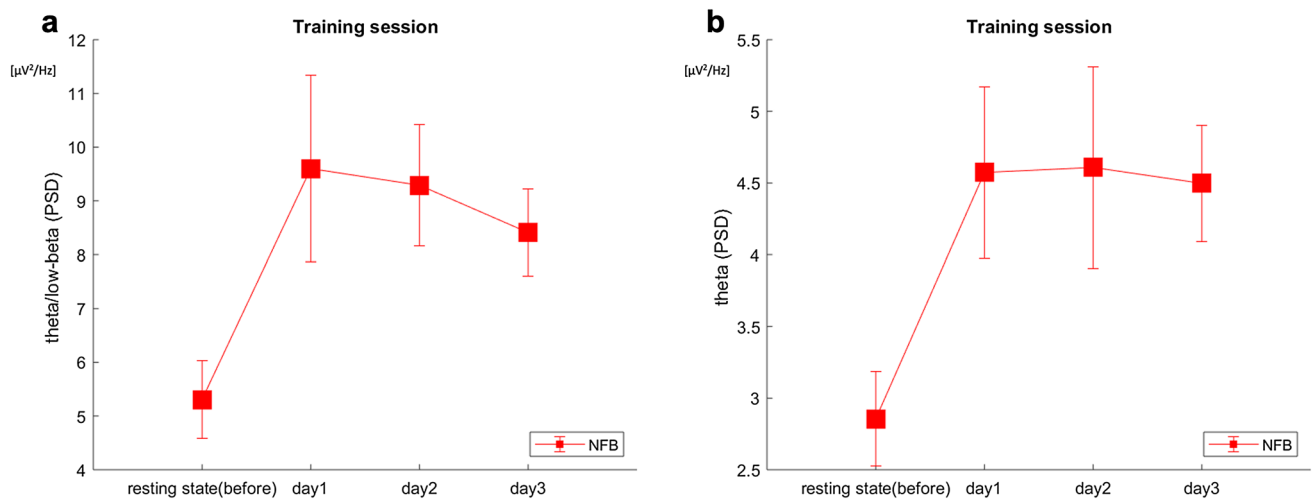 a
Training session
[µV²/Hz]
theta/low-beta (PSD)
12
11
10
9
8
7
6
5
4
resting state(before) day1 day2 day3
NFB
b
Training session
[µV²/Hz]
theta (PSD)
5.5
5
4.5
4
3.5
3
2.5
resting state(before) day1 day2 day3
NFB